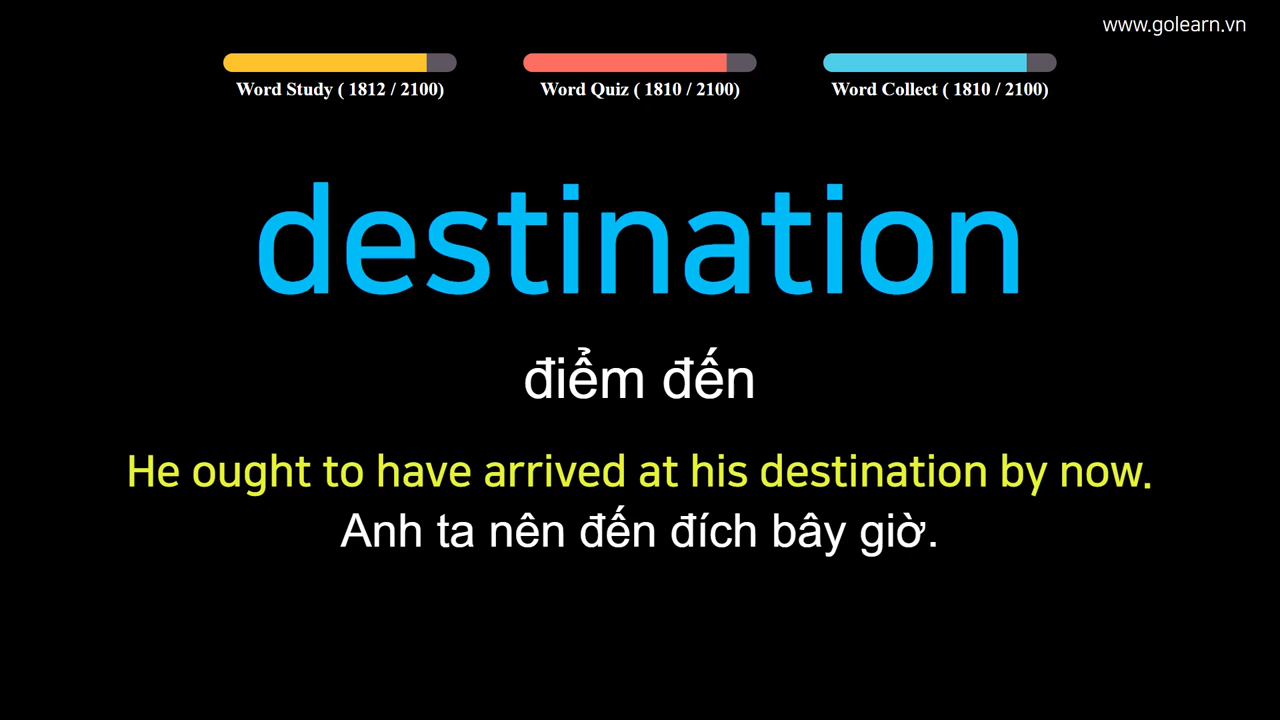 www.golearn.vn
Word Study ( 1812 / 2100) Word Quiz ( 1810 / 2100) Word Collect ( 1810 / 2100)
destination
điểm đến
He ought to have arrived at his destination by now.
Anh ta nên đến đích bây giờ.